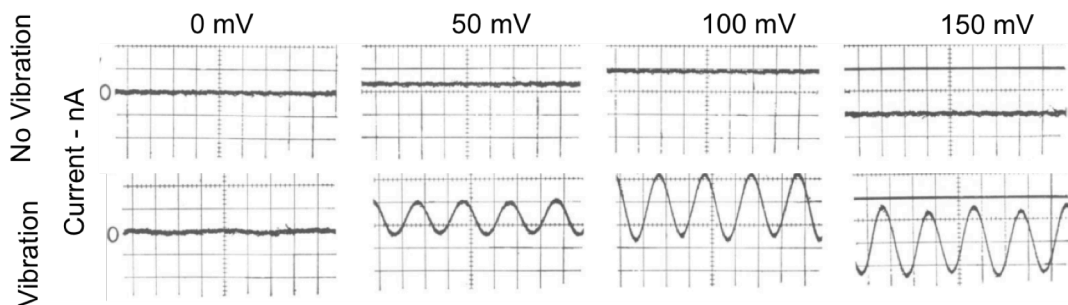 0 mV 50 mV 100 mV 150 mV
No Vibration
Vibration
Current - nA
0
0